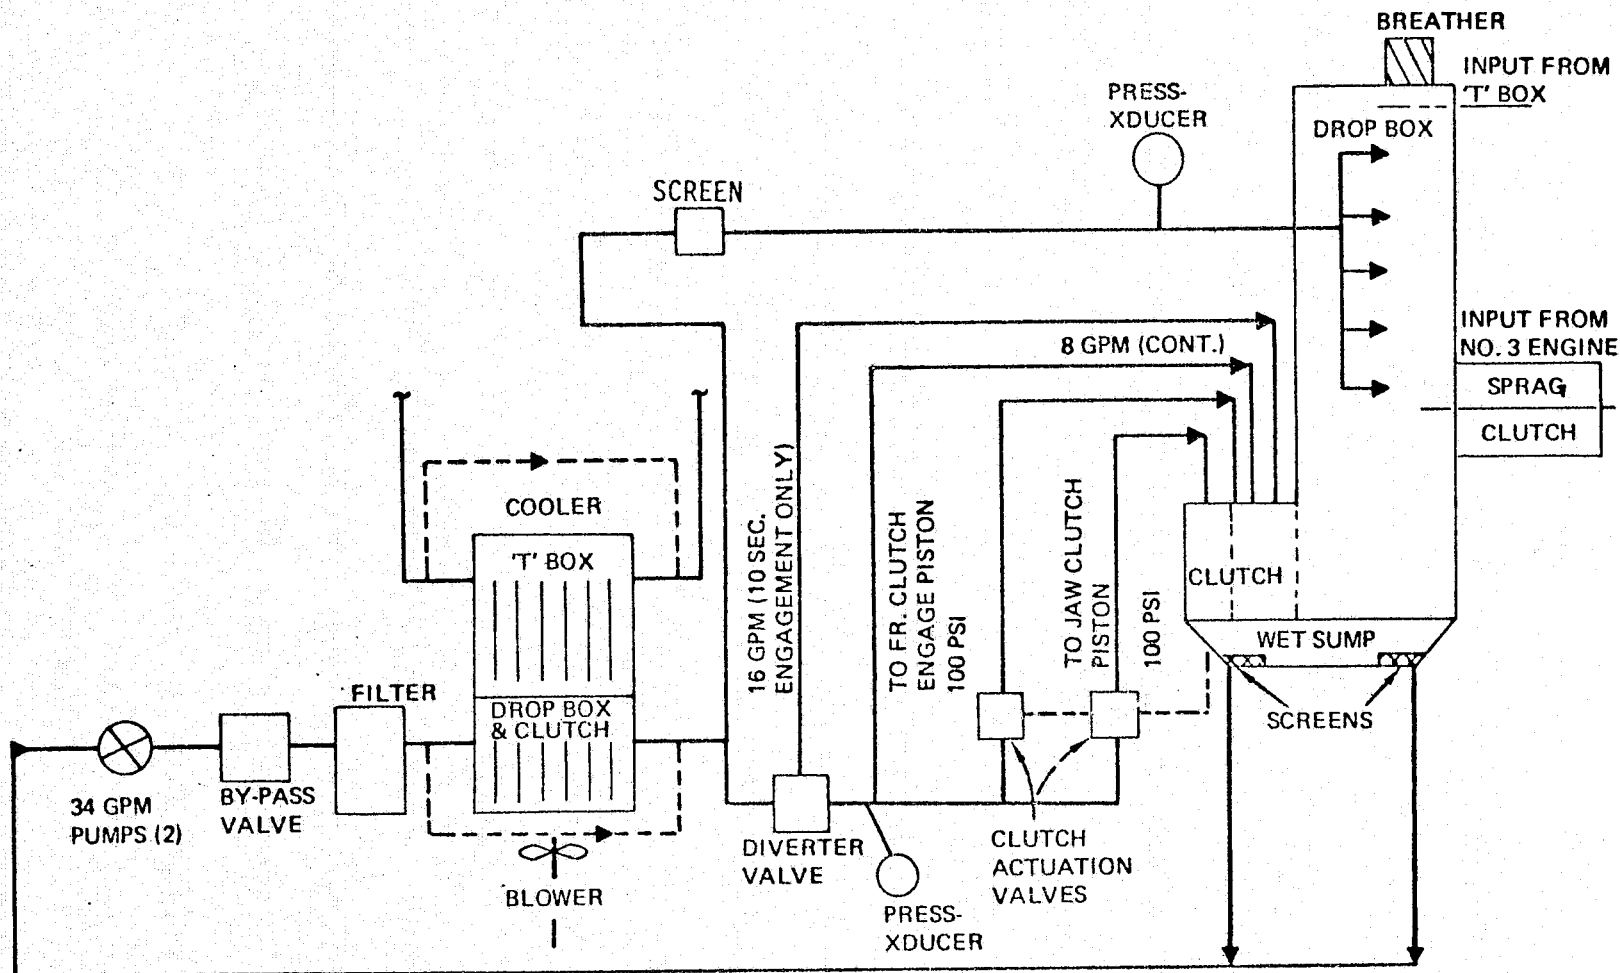 BREATHER
INPUT FROM
'T' BOX
PRESS-
XDUCER
DROP BOX
SCREEN
INPUT FROM
NO. 3 ENGINE
8 GPM (CONT.)
SPRAG
CLUTCH
COOLER
'T' BOX
16 GPM (10 SEC.
ENGAGEMENT ONLY)
TO FR. CLUTCH
ENGAGE PISTON
100 PSI
TO JAW CLUTCH
PISTON
100 PSI
CLUTCH
WET SUMP
FILTER
DROP BOX
& CLUTCH
SCREENS
34 GPM
PUMPS (2)
BY-PASS
VALVE
DIVERTER
VALVE
CLUTCH
ACTUATION
VALVES
BLOWER
PRESS-
XDUCER